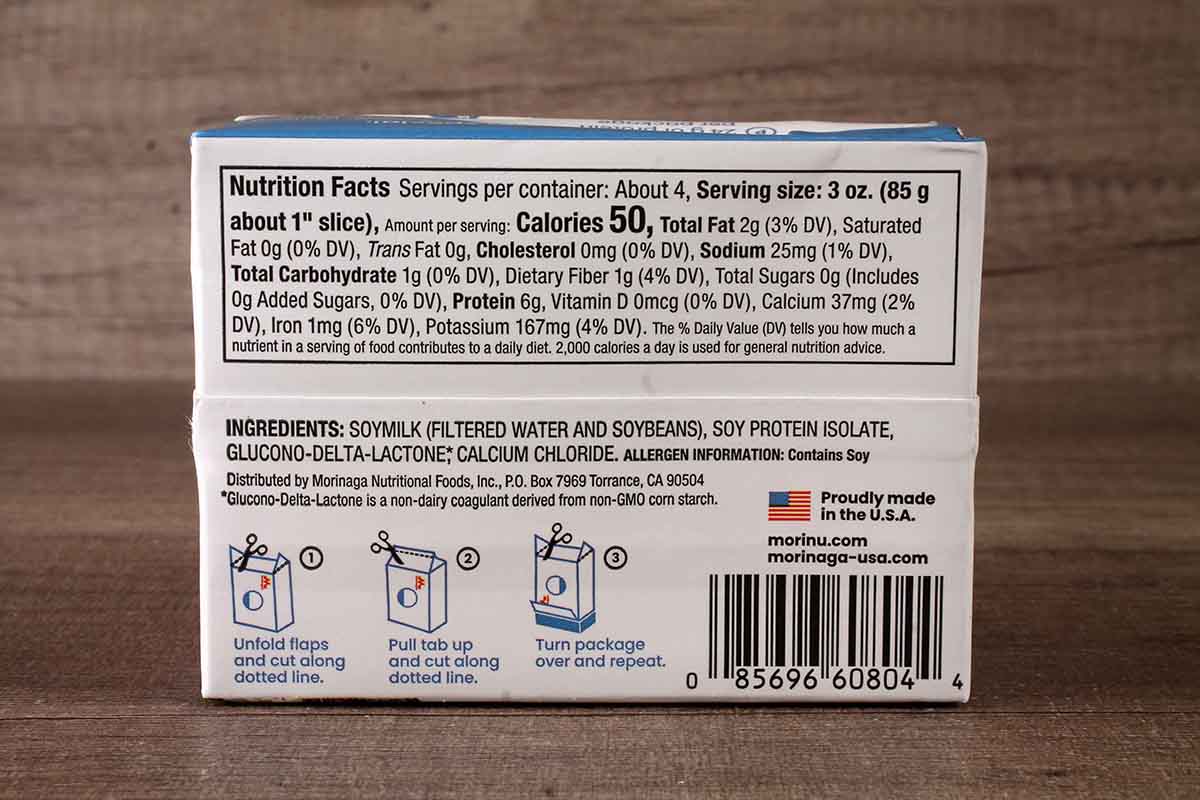 Ⓟ 24 g of protein
per package
Nutrition Facts Servings per container: About 4, Serving size: 3 oz. (85 g
about 1" slice), Amount per serving: Calories 50, Total Fat 2g (3% DV), Saturated
Fat 0g (0% DV), Trans Fat 0g, Cholesterol 0mg (0% DV), Sodium 25mg (1% DV),
Total Carbohydrate 1g (0% DV), Dietary Fiber 1g (4% DV), Total Sugars 0g (Includes
0g Added Sugars, 0% DV), Protein 6g, Vitamin D 0mcg (0% DV), Calcium 37mg (2%
DV), Iron 1mg (6% DV), Potassium 167mg (4% DV). The % Daily Value (DV) tells you how much a
nutrient in a serving of food contributes to a daily diet. 2,000 calories a day is used for general nutrition advice.
INGREDIENTS: SOYMILK (FILTERED WATER AND SOYBEANS), SOY PROTEIN ISOLATE,
GLUCONO-DELTA-LACTONE,* CALCIUM CHLORIDE. ALLERGEN INFORMATION: Contains Soy
Distributed by Morinaga Nutritional Foods, Inc., P.O. Box 7969 Torrance, CA 90504
*Glucono-Delta-Lactone is a non-dairy coagulant derived from non-GMO corn starch.
Proudly made
in the U.S.A.
morinu.com
morinaga-usa.com
1
Unfold flaps
and cut along
dotted line.
2
Pull tab up
and cut along
dotted line.
3
Turn package
over and repeat.
0 85696 60804 4